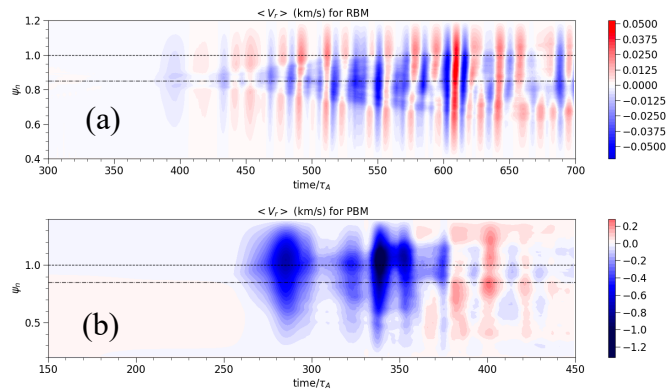 < V_r > (km/s) for RBM
1.2
1.0
0.8
0.6
0.4
ψ_n
(a)
300 350 400 450 500 550 600 650 700
time/τ_A
0.0500
0.0375
0.0250
0.0125
0.0000
−0.0125
−0.0250
−0.0375
−0.0500
< V_r > (km/s) for PBM
1.0
0.5
ψ_n
(b)
150 200 250 300 350 400 450
time/τ_A
0.2
0.0
−0.2
−0.4
−0.6
−0.8
−1.0
−1.2